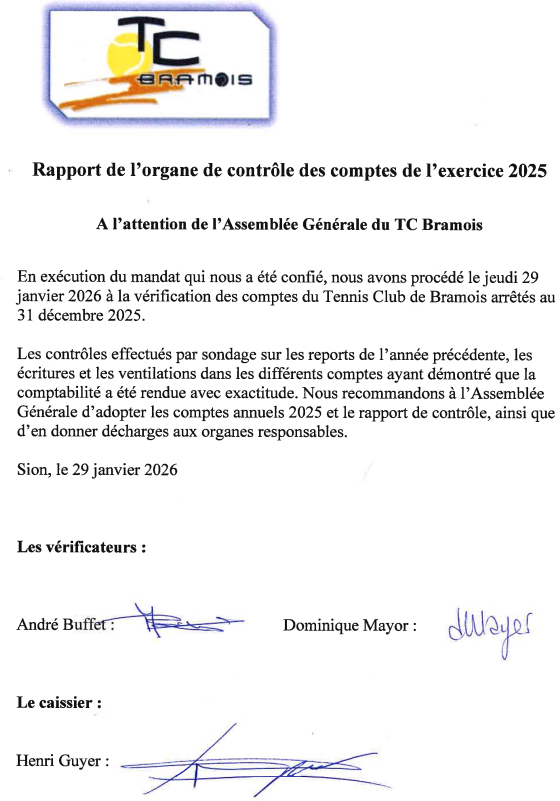 TC
BRAMOIS
Rapport de l’organe de contrôle des comptes de l’exercice 2025
A l’attention de l’Assemblée Générale du TC Bramois
En exécution du mandat qui nous a été confié, nous avons procédé le jeudi 29
janvier 2026 à la vérification des comptes du Tennis Club de Bramois arrêtés au
31 décembre 2025.
Les contrôles effectués par sondage sur les reports de l’année précédente, les
écritures et les ventilations dans les différents comptes ayant démontré que la
comptabilité a été rendue avec exactitude. Nous recommandons à l’Assemblée
Générale d’adopter les comptes annuels 2025 et le rapport de contrôle, ainsi que
d’en donner décharges aux organes responsables.
Sion, le 29 janvier 2026
Les vérificateurs :
André Buffet : Dominique Mayor :
Le caissier :
Henri Guyer :